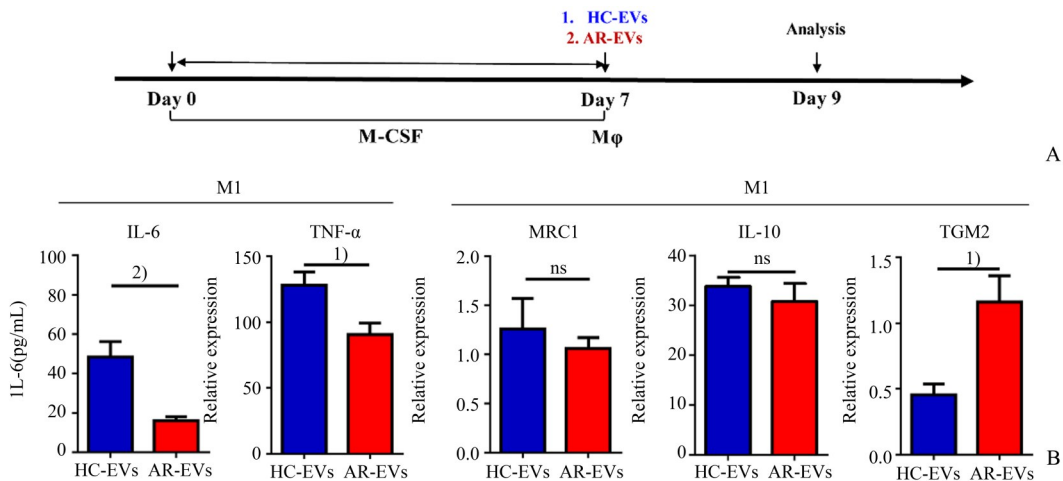 1. HC-EVs
2. AR-EVs
Analysis
Day 0
Day 7
Day 9
M-CSF
Mφ
A
M1
M1
IL-6
TNF-α
MRC1
IL-10
TGM2
2)
1)
ns
ns
1)
1L-6(pg/mL)
100
80
60
40
20
0
HC-EVs AR-EVs
Relative expression
150
100
50
150
HC-EVs AR-EVs
Relative expression
2.0
1.5
1.0
0.5
0.0
HC-EVs AR-EVs
Relative expression
40
30
20
10
0
HC-EVs AR-EVs
Relative expression
1.5
1.0
0.5
0.0
HC-EVs AR-EVs
B